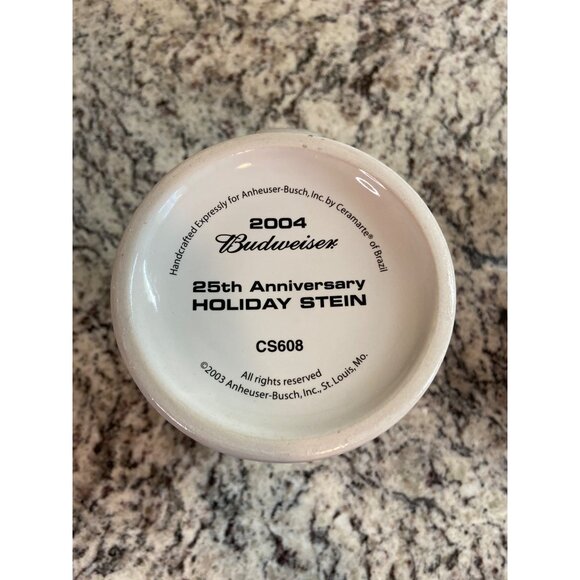 Handcrafted Expressly for Anheuser-Busch, Inc. by Ceramarte® of Brazil
2004
Budweiser
25th Anniversary
HOLIDAY STEIN
CS608
All rights reserved
©2003 Anheuser-Busch, Inc., St. Louis, Mo.